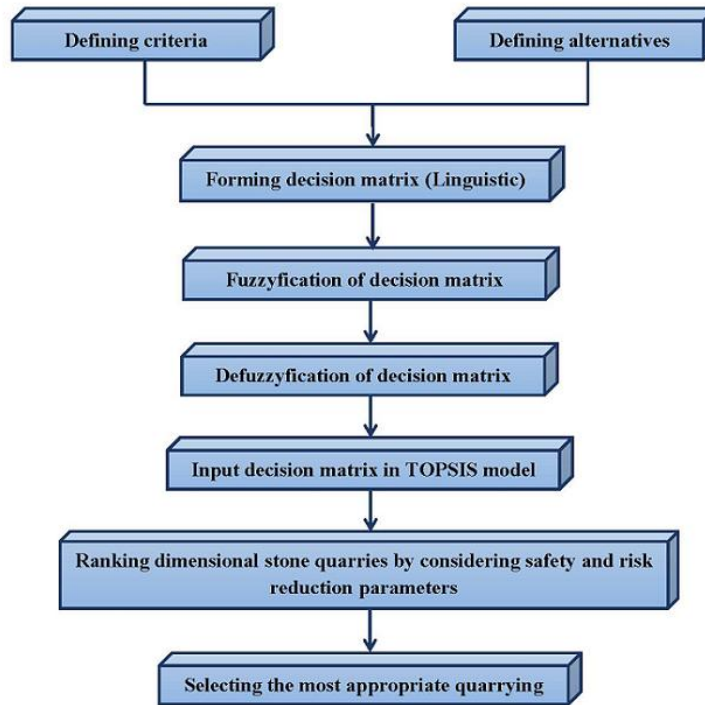 Defining criteria
Defining alternatives
Forming decision matrix (Linguistic)
Fuzzyfication of decision matrix
Defuzzyfication of decision matrix
Input decision matrix in TOPSIS model
Ranking dimensional stone quarries by considering safety and risk
reduction parameters
Selecting the most appropriate quarrying